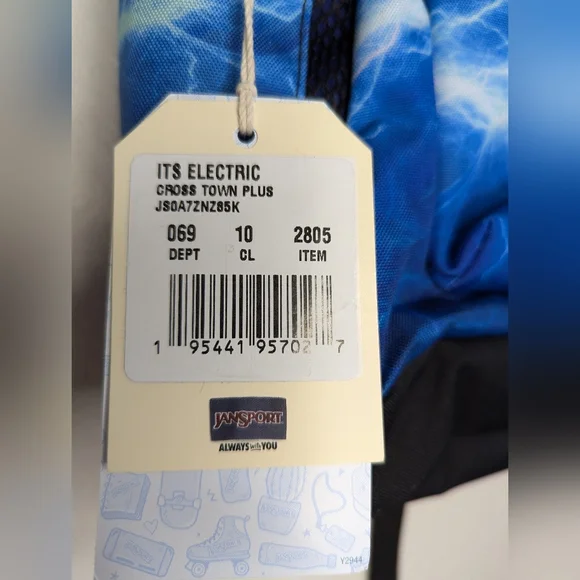 ITS ELECTRIC
CROSS TOWN PLUS
JS0A7ZNZ85K
069 10 2805
DEPT CL ITEM
1 95441 95702 7
JANSPORT
ALWAYS with YOU
Y2944